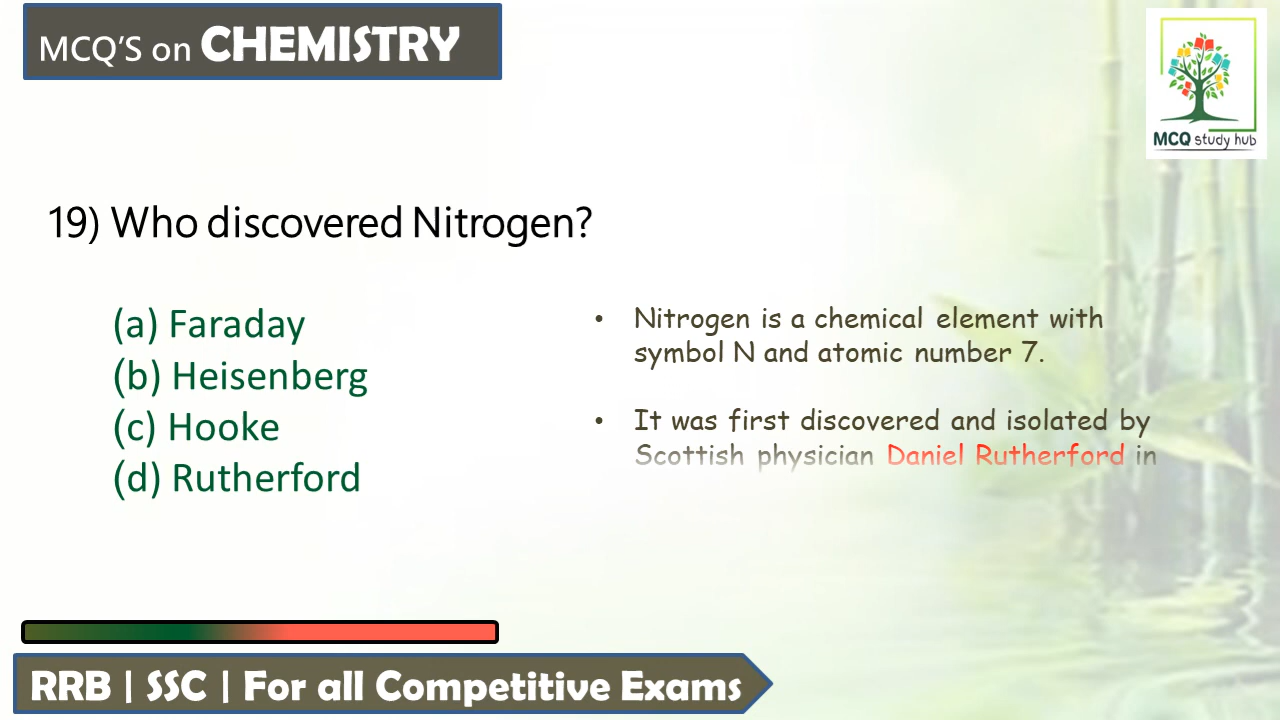 MCQ'S on CHEMISTRY
MCQ study hub
19) Who discovered Nitrogen?
(a) Faraday
(b) Heisenberg
(c) Hooke
(d) Rutherford
• Nitrogen is a chemical element with
symbol N and atomic number 7.
• It was first discovered and isolated by
Scottish physician Daniel Rutherford in
RRB | SSC | For all Competitive Exams